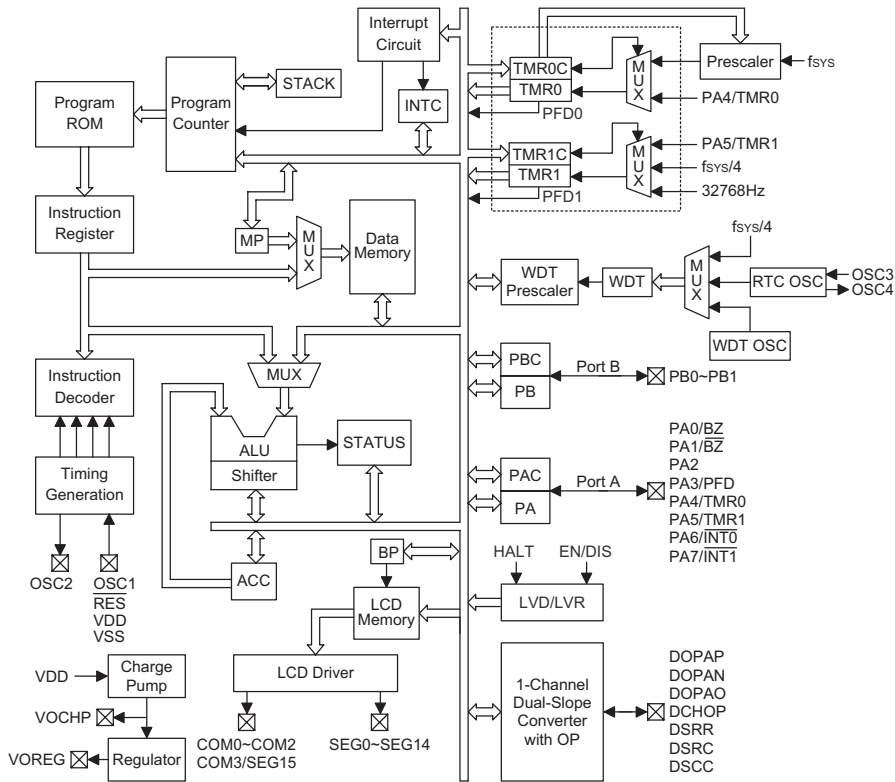 Interrupt
Circuit
STACK
Program
ROM
Program
Counter
INTC
TMR0C
TMR0
PFD0
MUX
Prescaler
fSYS
PA4/TMR0
TMR1C
TMR1
PFD1
MUX
PA5/TMR1
fSYS/4
32768Hz
Instruction
Register
MP
MUX
Data
Memory
WDT
Prescaler
WDT
MUX
fSYS/4
RTC OSC
OSC3
OSC4
WDT OSC
Instruction
Decoder
MUX
PBC
PB
Port B
PB0~PB1
ALU
Shifter
STATUS
Timing
Generation
PAC
PA
Port A
PA0/BZ
PA1/B̅Z̅
PA2
PA3/PFD
PA4/TMR0
PA5/TMR1
PA6/I̅N̅T̅0̅
PA7/I̅N̅T̅1̅
OSC2
OSC1
R̅E̅S̅
VDD
VSS
ACC
BP
LCD
Memory
HALT
EN/DIS
LVD/LVR
VDD
Charge
Pump
VOCHP
VOREG
Regulator
LCD Driver
COM0~COM2
COM3/SEG15
SEG0~SEG14
1-Channel
Dual-Slope
Converter
with OP
DOPAP
DOPAN
DOPAO
DCHOP
DSRR
DSRC
DSCC